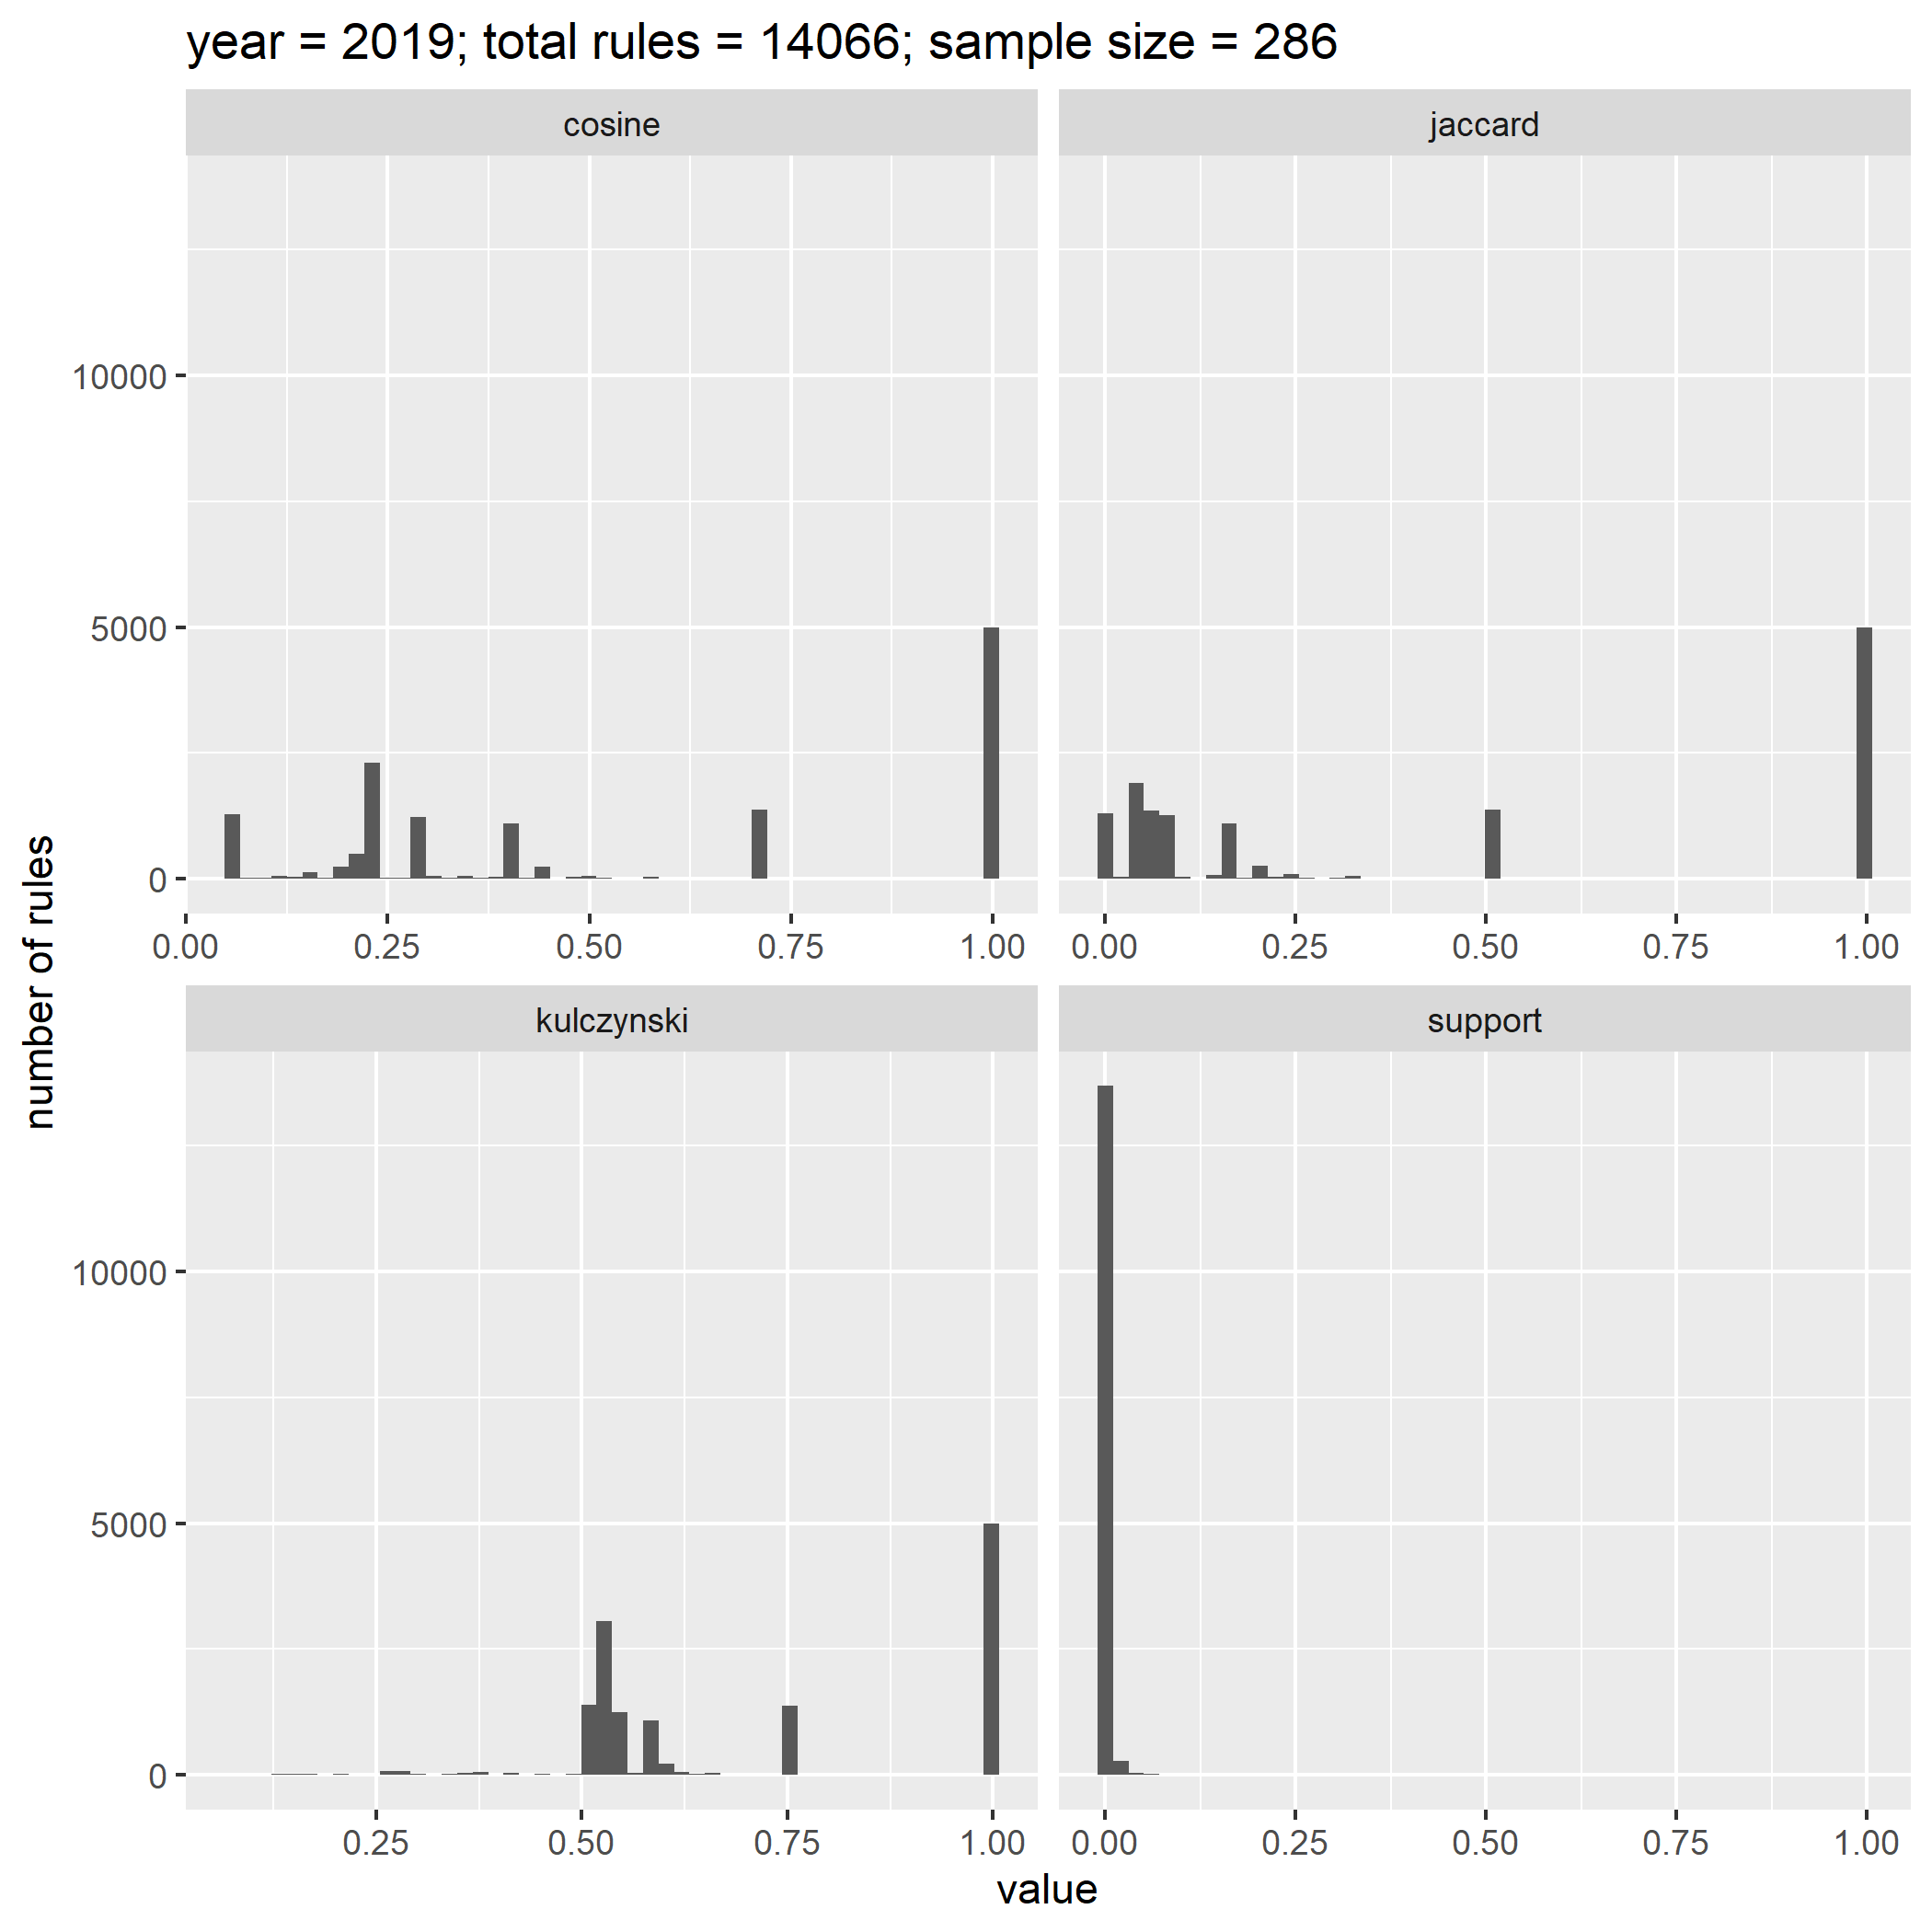 year = 2019; total rules = 14066; sample size = 286
cosine
jaccard
10000
5000
0
0.00 0.25 0.50 0.75 1.00
0.00 0.25 0.50 0.75 1.00
number of rules
kulczynski
support
10000
5000
0
0.25 0.50 0.75 1.00
0.00 0.25 0.50 0.75 1.00
value